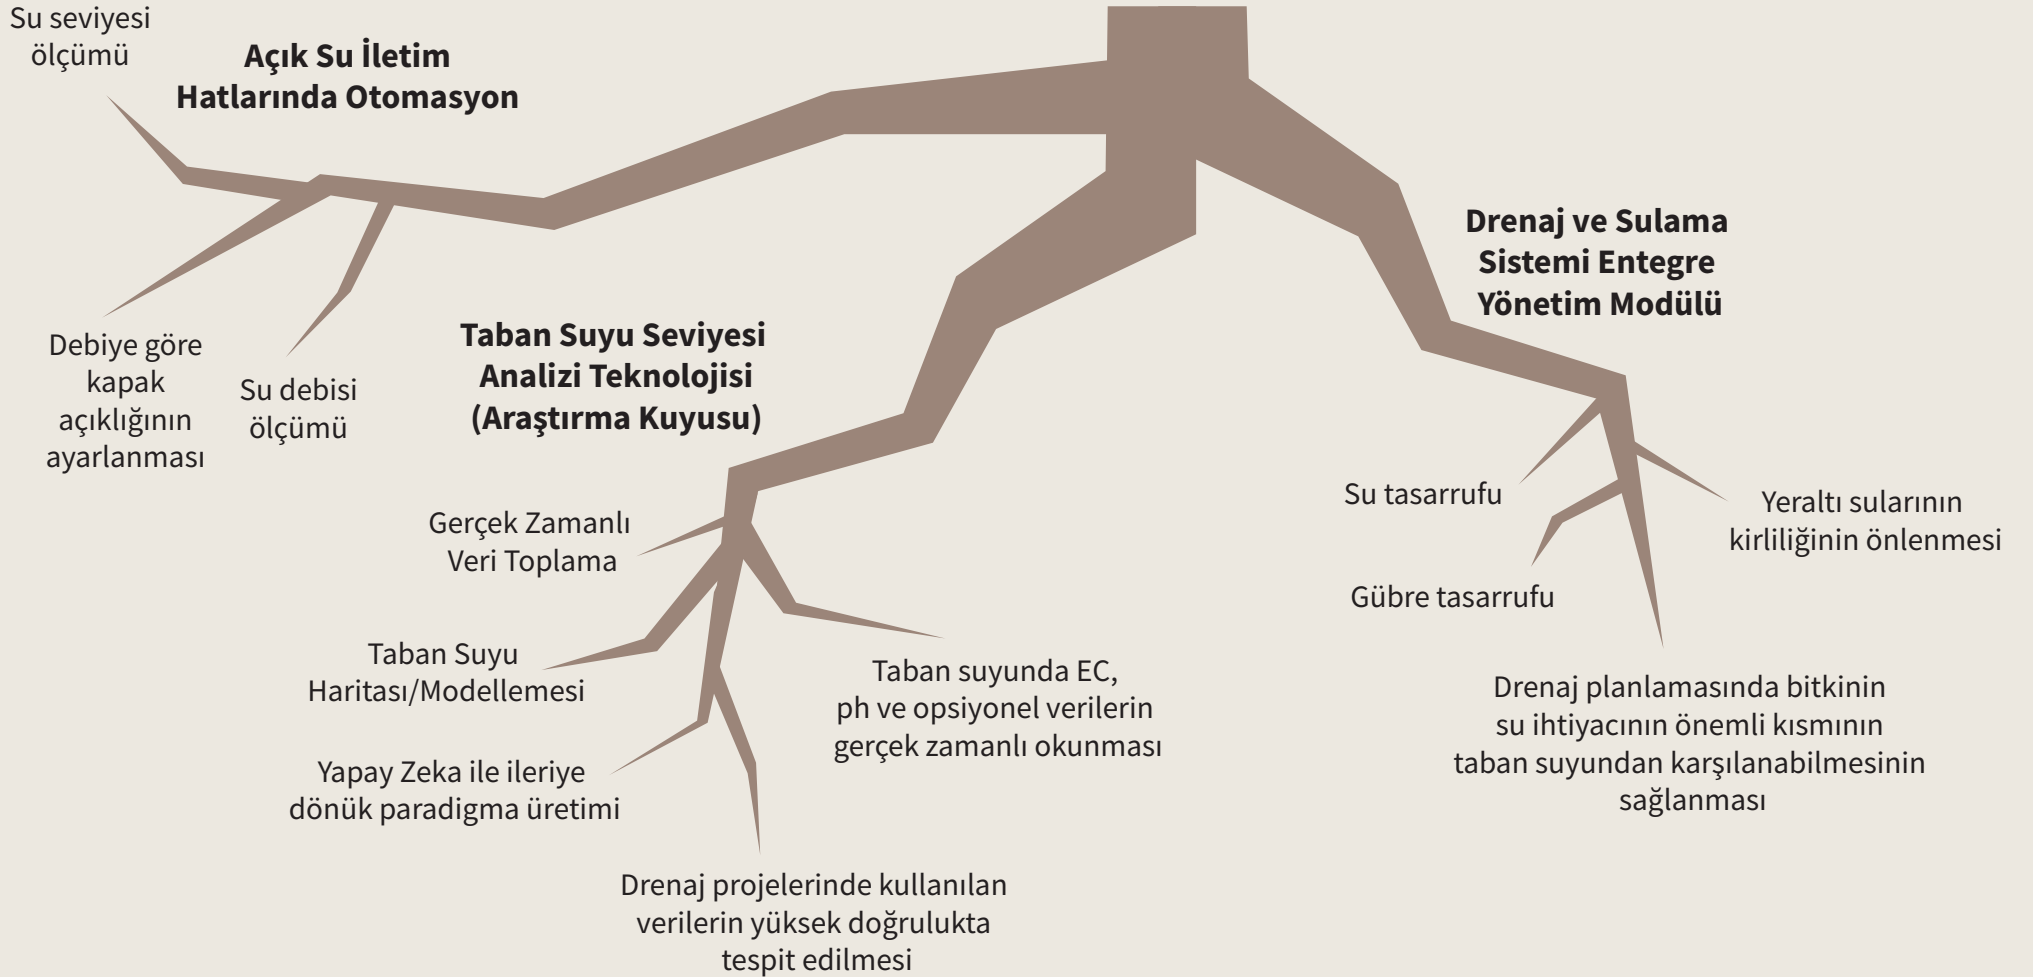 Su seviyesi
ölçümü
Açık Su İletim
Hatlarında Otomasyon
Debiye göre
kapak
açıklığının
ayarlanması
Su debisi
ölçümü
Taban Suyu Seviyesi
Analizi Teknolojisi
(Araştırma Kuyusu)
Gerçek Zamanlı
Veri Toplama
Taban Suyu
Haritası/Modellemesi
Yapay Zeka ile ileriye
dönük paradigma üretimi
Drenaj projelerinde kullanılan
verilerin yüksek doğrulukta
tespit edilmesi
Taban suyunda EC,
ph ve opsiyonel verilerin
gerçek zamanlı okunması
Drenaj ve Sulama
Sistemi Entegre
Yönetim Modülü
Su tasarrufu
Gübre tasarrufu
Yeraltı sularının
kirliliğinin önlenmesi
Drenaj planlamasında bitkinin
su ihtiyacının önemli kısmının
taban suyundan karşılanabilmesinin
sağlanması